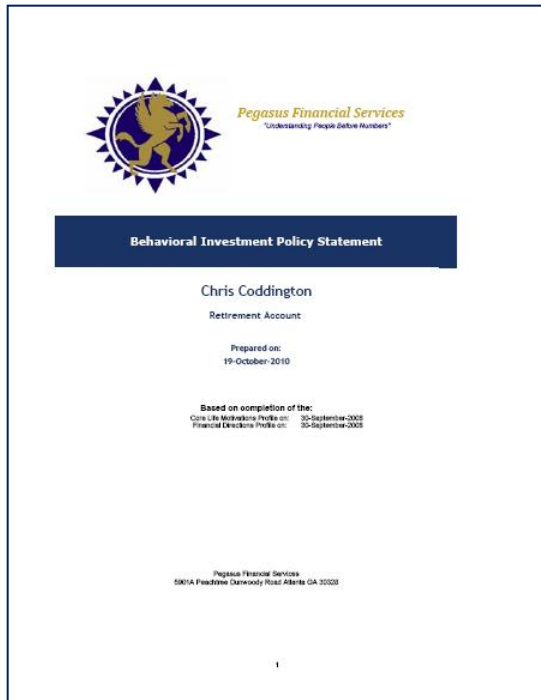 Pegasus Financial Services
"Understanding People Before Numbers"
Behavioral Investment Policy Statement
Chris Coddington
Retirement Account
Prepared on:
19-October-2010
Based on completion of the:
Core Life Motivations Profile on: 30-September-2008
Financial Directions Profile on: 30-September-2008
Pegasus Financial Services
5901A Peachtree Dunwoody Road Atlanta GA 30328
1